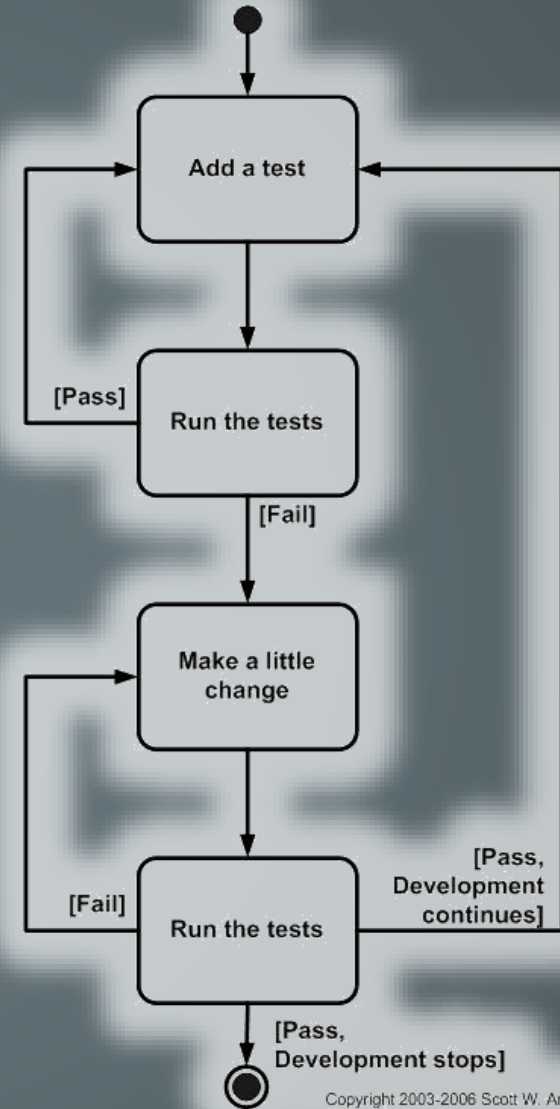 Add a test
[Pass]
Run the tests
[Fail]
Make a little
change
[Pass,
Development
continues]
[Fail]
Run the tests
[Pass,
Development stops]
Copyright 2003-2006 Scott W.